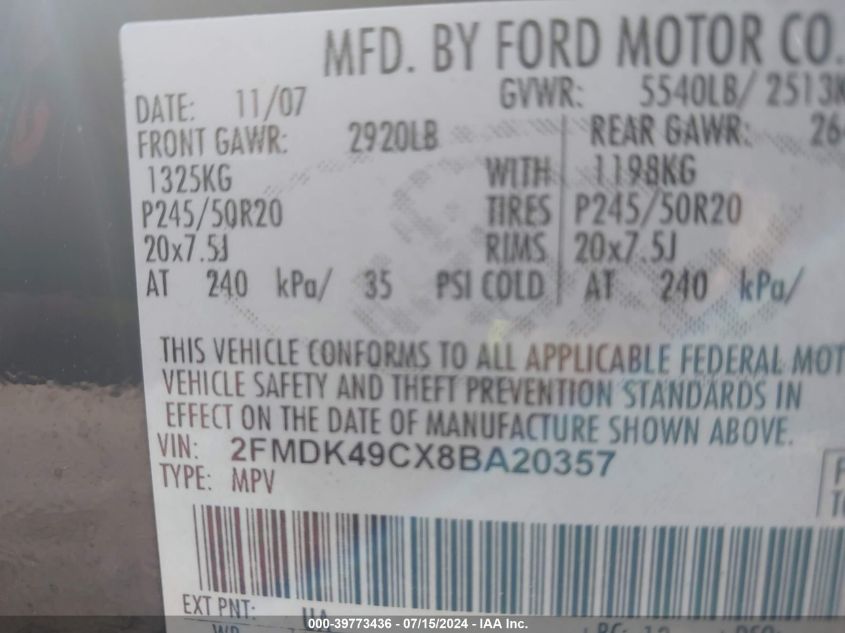 MFD. BY FORD MOTOR CO.
DATE: 11/07 GVWR: 5540LB/ 2513K
FRONT GAWR: 2920LB REAR GAWR: 26
1325KG WITH 1198KG
P245/50R20 TIRES P245/50R20
20x7.5J RIMS 20x7.5J
AT 240 kPa/ 35 PSI COLD AT 240 kPa/
THIS VEHICLE CONFORMS TO ALL APPLICABLE FEDERAL MOT
VEHICLE SAFETY AND THEFT PREVENTION STANDARDS IN
EFFECT ON THE DATE OF MANUFACTURE SHOWN ABOVE.
VIN: 2FMDK49CX8BA20357
TYPE: MPV
EXT PNT: UA
000-39773436 - 07/15/2024 - IAA Inc.